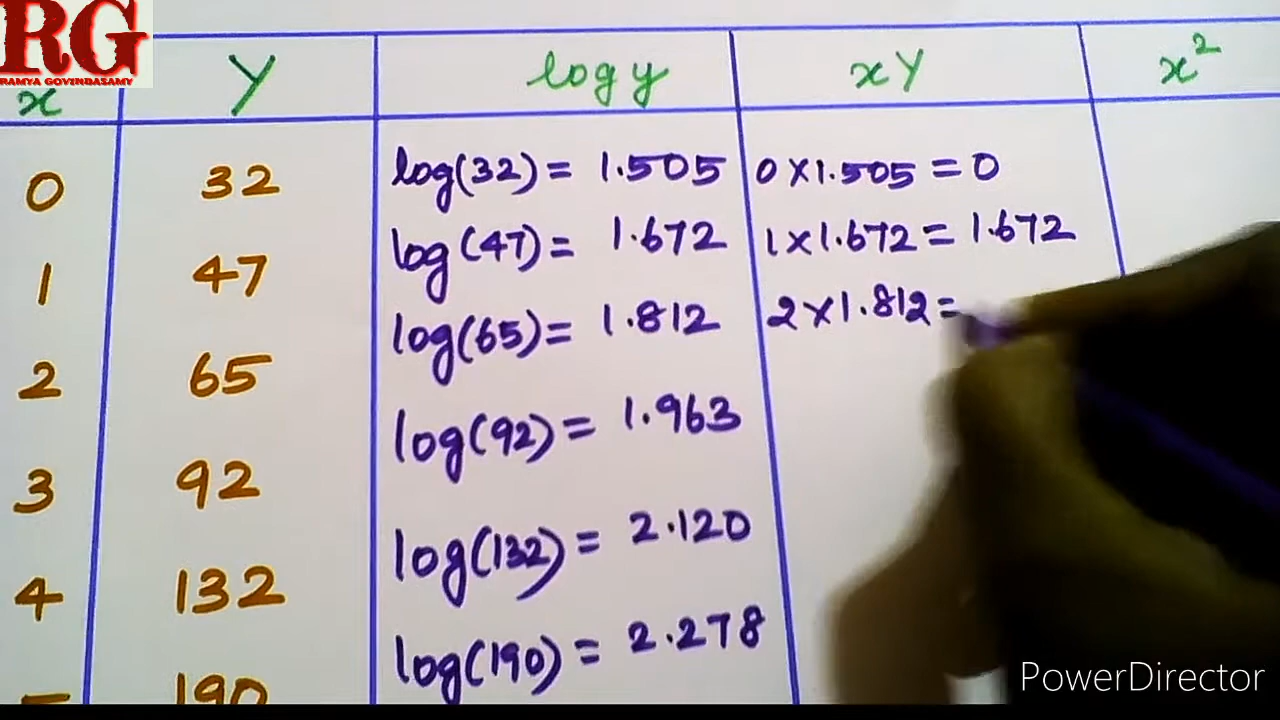 RG
RAMYA GOVINDASAMY
x Y log y xY x²
0 32 log(32) = 1.505 0 × 1.505 = 0
1 47 log(47) = 1.672 1 × 1.672 = 1.672
2 65 log(65) = 1.812 2 × 1.812 =
3 92 log(92) = 1.963
4 132 log(132) = 2.120
190 log(190) = 2.278
PowerDirector